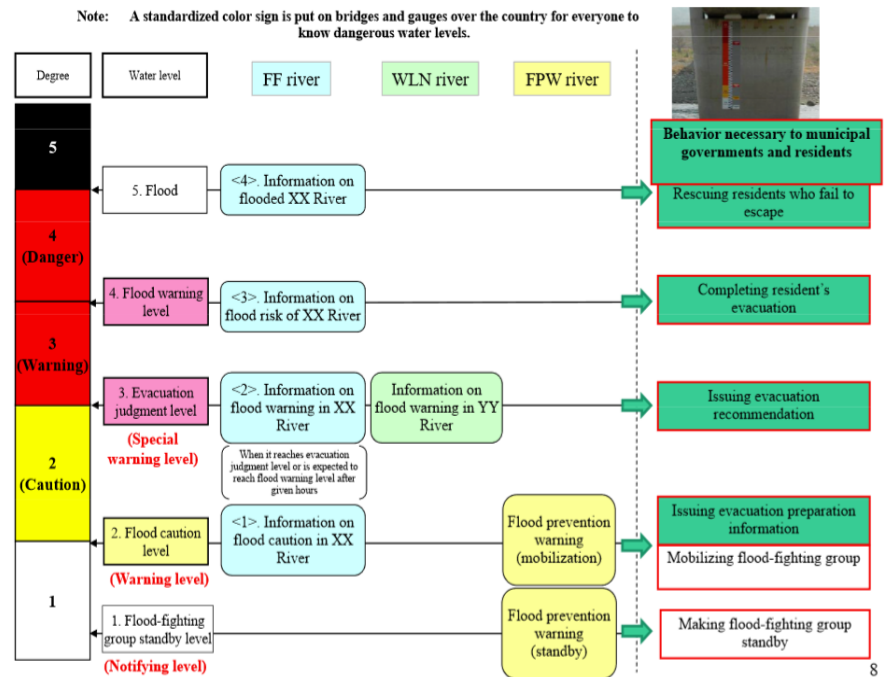 Note: A standardized color sign is put on bridges and gauges over the country for everyone to
know dangerous water levels.
Degree
Water level
FF river
WLN river
FPW river
Behavior necessary to municipal
governments and residents
5
5. Flood
<4>. Information on
flooded XX River
Rescuing residents who fail to
escape
4
(Danger)
4. Flood warning
level
<3>. Information on
flood risk of XX River
Completing resident's
evacuation
3
(Warning)
3. Evacuation
judgment level
(Special
warning level)
<2>. Information on
flood warning in XX
River
When it reaches evacuation
judgment level or is expected to
reach flood warning level after
given hours
Information on
flood warning in YY
River
Issuing evacuation
recommendation
2
(Caution)
2. Flood caution
level
(Warning level)
<1>. Information on
flood caution in XX
River
Flood prevention
warning
(mobilization)
Issuing evacuation preparation
information
Mobilizing flood-fighting group
1
1. Flood-fighting
group standby level
(Notifying level)
Flood prevention
warning
(standby)
Making flood-fighting group
standby
8